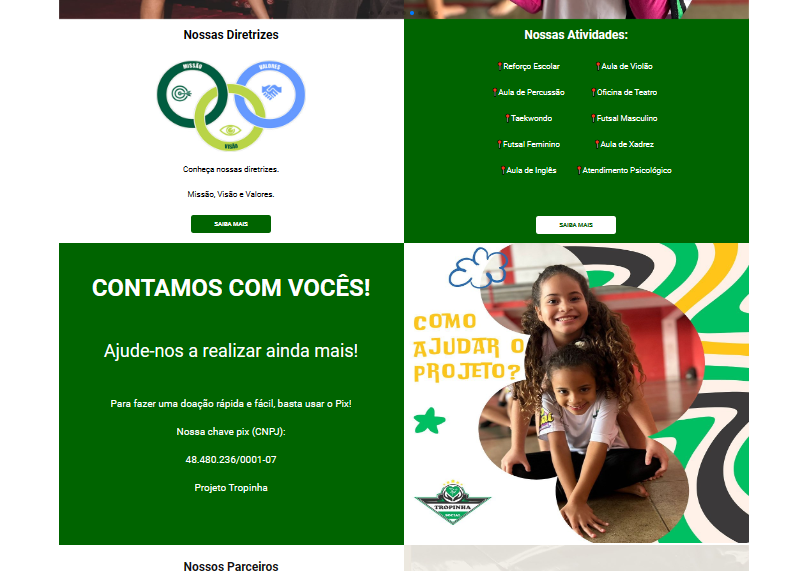 Nossas Diretrizes
MISSÃO
VALORES
VISÃO
Conheça nossas diretrizes.
Missão, Visão e Valores.
SAIBA MAIS
Nossas Atividades:
Reforço Escolar
Aula de Violão
Aula de Percussão
Oficina de Teatro
Taekwondo
Futsal Masculino
Futsal Feminino
Aula de Xadrez
Aula de Inglês
Atendimento Psicológico
SAIBA MAIS
CONTAMOS COM VOCÊS!
Ajude-nos a realizar ainda mais!
Para fazer uma doação rápida e fácil, basta usar o Pix!
Nossa chave pix (CNPJ):
48.480.236/0001-07
Projeto Tropinha
COMO
AJUDAR O
PROJETO?
TROPINHA
SOCIAL
Nossos Parceiros